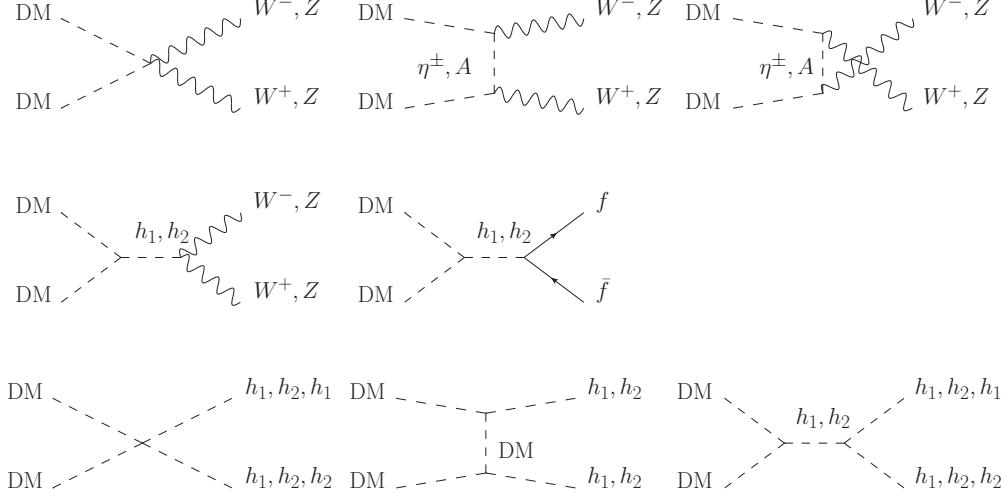 DM W⁻, Z DM W⁻, Z DM W⁻, Z
η±, A η±, A
DM W⁺, Z DM W⁺, Z DM W⁺, Z
DM W⁻, Z DM f
h₁, h₂ h₁, h₂
DM W⁺, Z DM f̄
DM h₁, h₂, h₁ DM h₁, h₂ DM h₁, h₂, h₁
h₁, h₂
DM
DM h₁, h₂, h₂ DM h₁, h₂ DM h₁, h₂, h₂